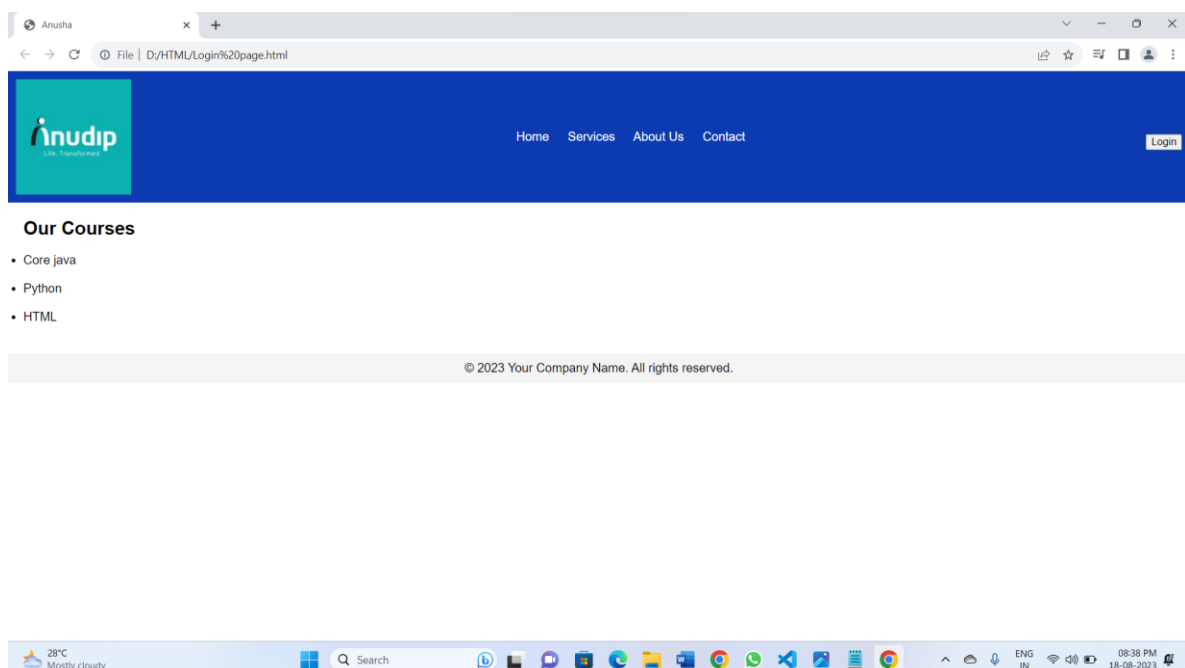 Anusha
File | D:/HTML/Login%20page.html
Anudip
Life. Transformed.
Home Services About Us Contact
Login
Our Courses
• Core java
• Python
• HTML
© 2023 Your Company Name. All rights reserved.
28°C
Mostly cloudy
Search
ENG
IN
08:38 PM
18-08-2023